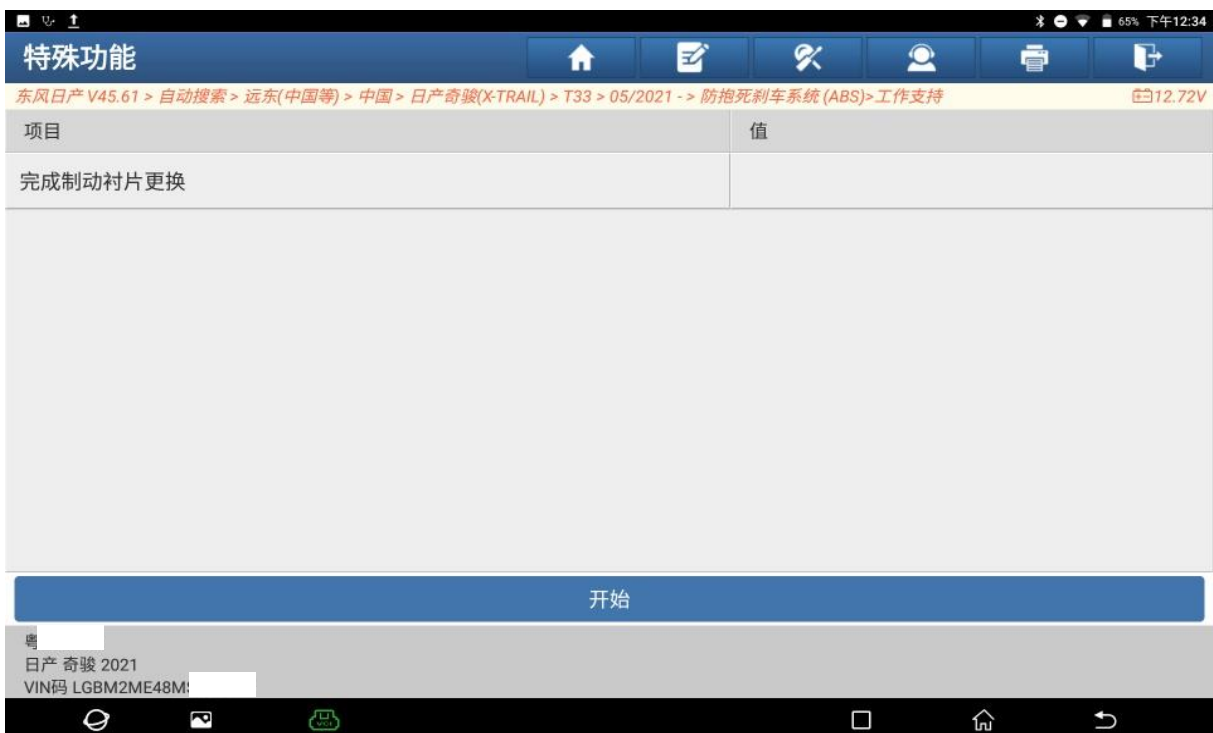 65% 下午12:34
特殊功能
东风日产 V45.61 > 自动搜索 > 远东(中国等) > 中国 > 日产奇骏(X-TRAIL) > T33 > 05/2021 - > 防抱死刹车系统 (ABS)>工作支持 12.72V
项目 值
完成制动衬片更换
开始
粤
日产 奇骏 2021
VIN码 LGBM2ME48M
VCI